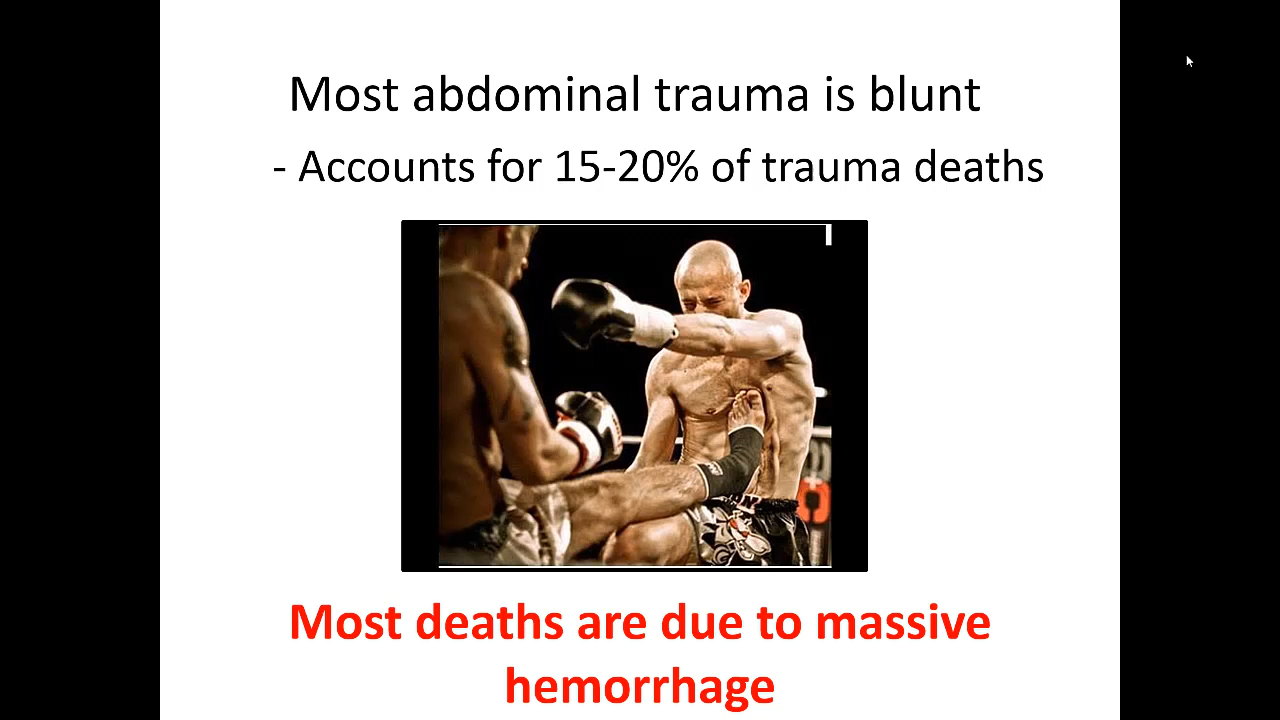 Most abdominal trauma is blunt
- Accounts for 15-20% of trauma deaths
Most deaths are due to massive
hemorrhage